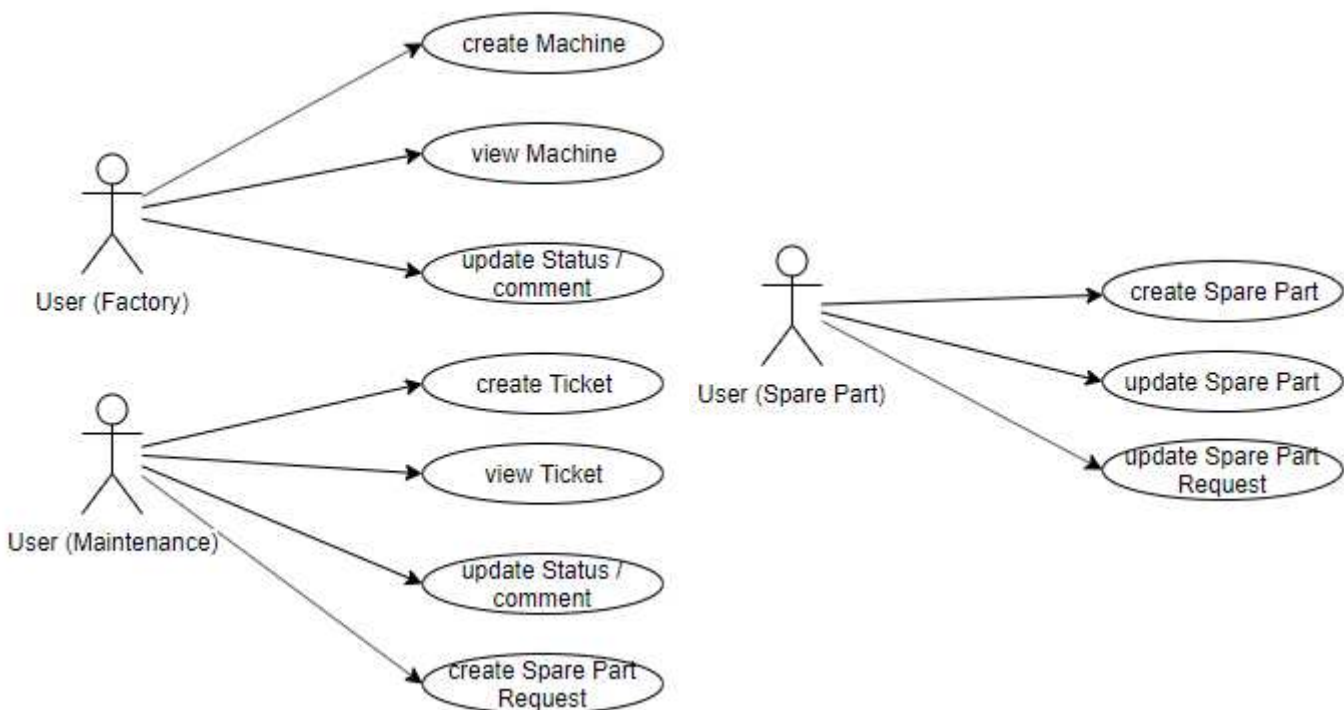 create Machine
view Machine
update Status /
comment
User (Factory)
create Ticket
view Ticket
update Status /
comment
create Spare Part
Request
User (Maintenance)
create Spare Part
update Spare Part
update Spare Part
Request
User (Spare Part)